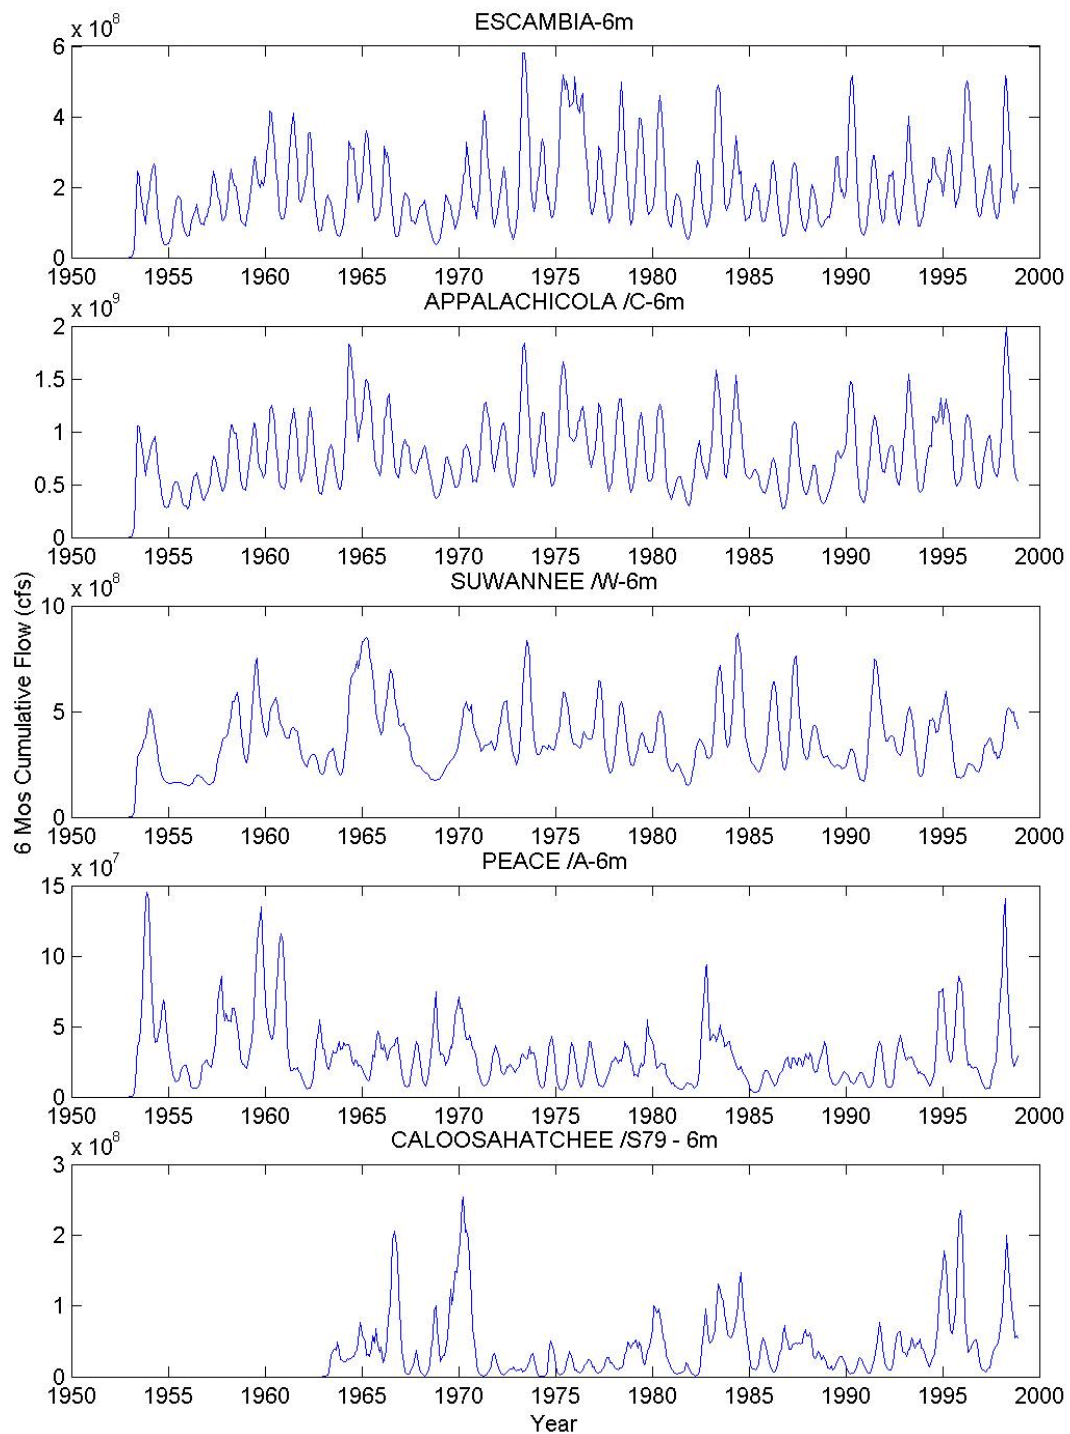 ESCAMBIA-6m
x 10^8
6
4
2
0
1950 1955 1960 1965 1970 1975 1980 1985 1990 1995 2000
APPALACHICOLA /C-6m
x 10^9
2
1.5
1
0.5
0
1950 1955 1960 1965 1970 1975 1980 1985 1990 1995 2000
SUWANNEE /W-6m
x 10^8
10
5
0
1950 1955 1960 1965 1970 1975 1980 1985 1990 1995 2000
6 Mos Cumulative Flow (cfs)
PEACE /A-6m
x 10^7
15
10
5
0
1950 1955 1960 1965 1970 1975 1980 1985 1990 1995 2000
CALOOSAHATCHEE /S79 - 6m
x 10^8
3
2
1
0
1950 1955 1960 1965 1970 1975 1980 1985 1990 1995 2000
Year